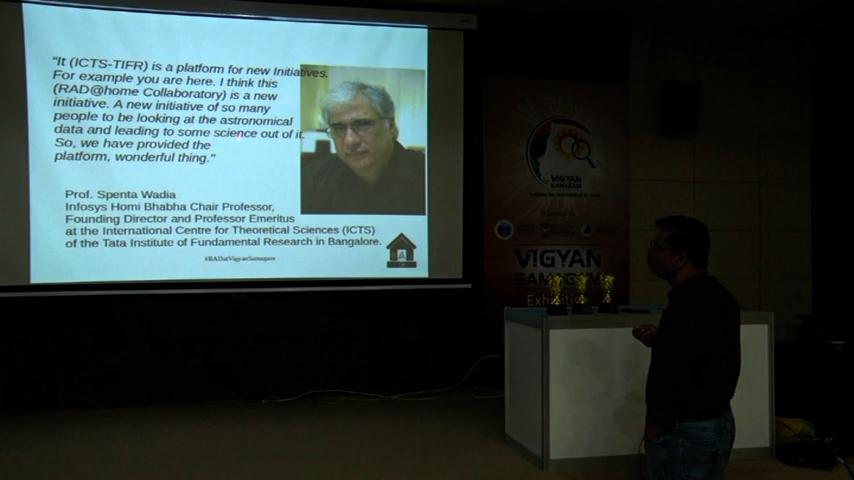 "It (ICTS-TIFR) is a platform for new Initiatives.
For example you are here. I think this
(RAD@home Collaboratory) is a new
initiative. A new initiative of so many
people to be looking at the astronomical
data and leading to some science out of it.
So, we have provided the
platform, wonderful thing."
Prof. Spenta Wadia
Infosys Homi Bhabha Chair Professor,
Founding Director and Professor Emeritus
at the International Centre for Theoretical Sciences (ICTS)
of the Tata Institute of Fundamental Research in Bangalore.
#RADatVigyanSamagam
VIGYAN
SAMAGAM
VIGYAN
SAMAGAM
Exhibition